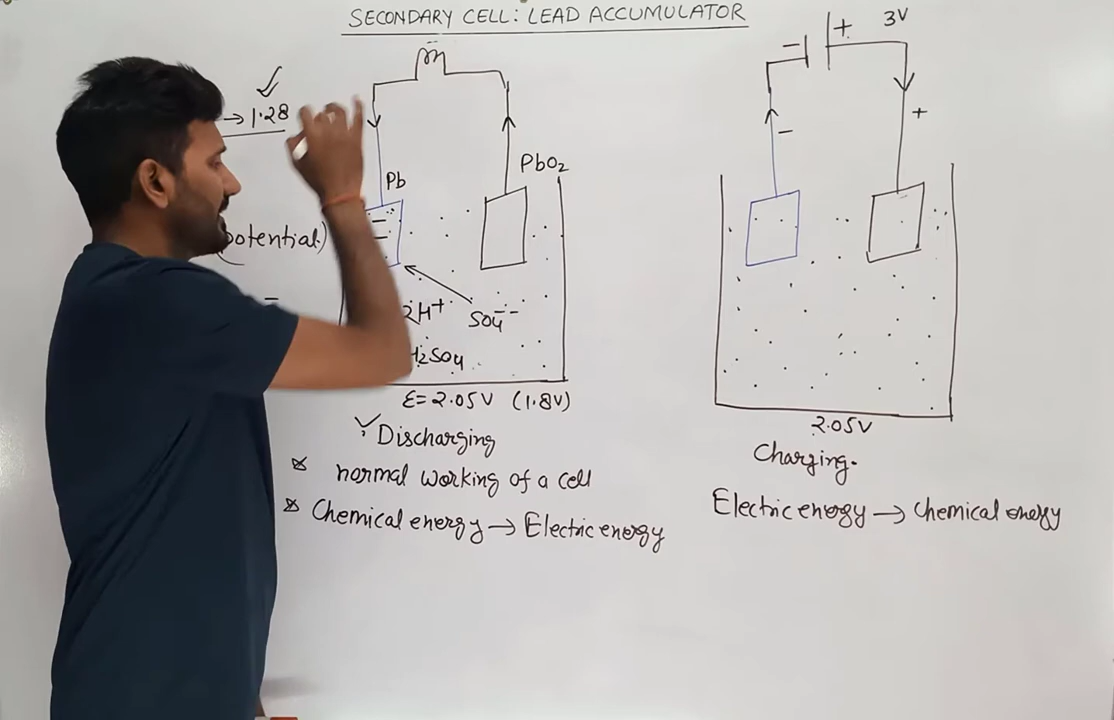 SECONDARY CELL: LEAD ACCUMULATOR
→ 1.28
potential)
Pb
PbO2
2H+ SO4--
H2SO4
ε= 2.05V (1.8V)
Discharging
normal working of a cell
Chemical energy → Electric energy
- + 3V
- +
2.05V
Charging.
Electric energy → Chemical energy